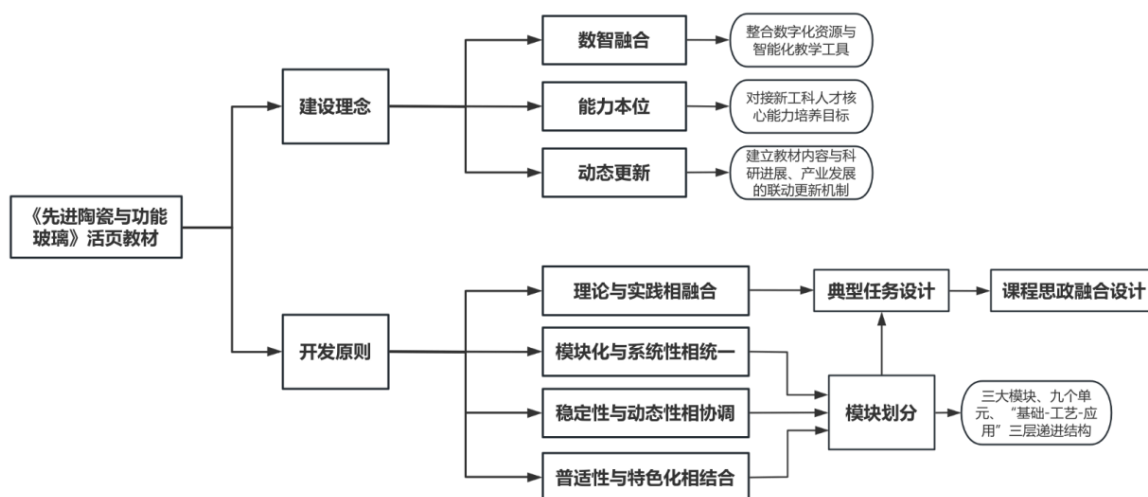 《先进陶瓷与功能
玻璃》活页教材
建设理念
数智融合
整合数字化资源与
智能化教学工具
能力本位
对接新工科人才核
心能力培养目标
动态更新
建立教材内容与科
研进展、产业发展
的联动更新机制
开发原则
理论与实践相融合
典型任务设计
课程思政融合设计
模块化与系统性相统一
稳定性与动态性相协调
普适性与特色化相结合
模块划分
三大模块、九个单
元、“基础-工艺-应
用”三层递进结构